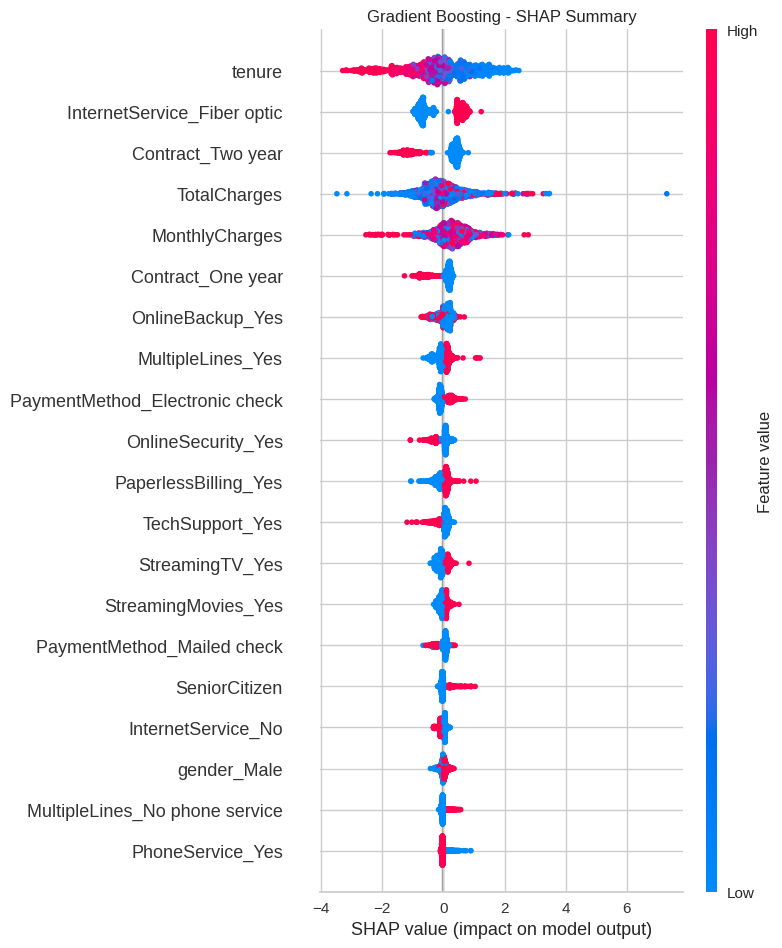 Gradient Boosting - SHAP Summary
High
tenure
InternetService_Fiber optic
Contract_Two year
TotalCharges
MonthlyCharges
Contract_One year
OnlineBackup_Yes
MultipleLines_Yes
PaymentMethod_Electronic check
OnlineSecurity_Yes
PaperlessBilling_Yes
TechSupport_Yes
StreamingTV_Yes
StreamingMovies_Yes
PaymentMethod_Mailed check
SeniorCitizen
InternetService_No
gender_Male
MultipleLines_No phone service
PhoneService_Yes
Feature value
Low
−4 −2 0 2 4 6
SHAP value (impact on model output)